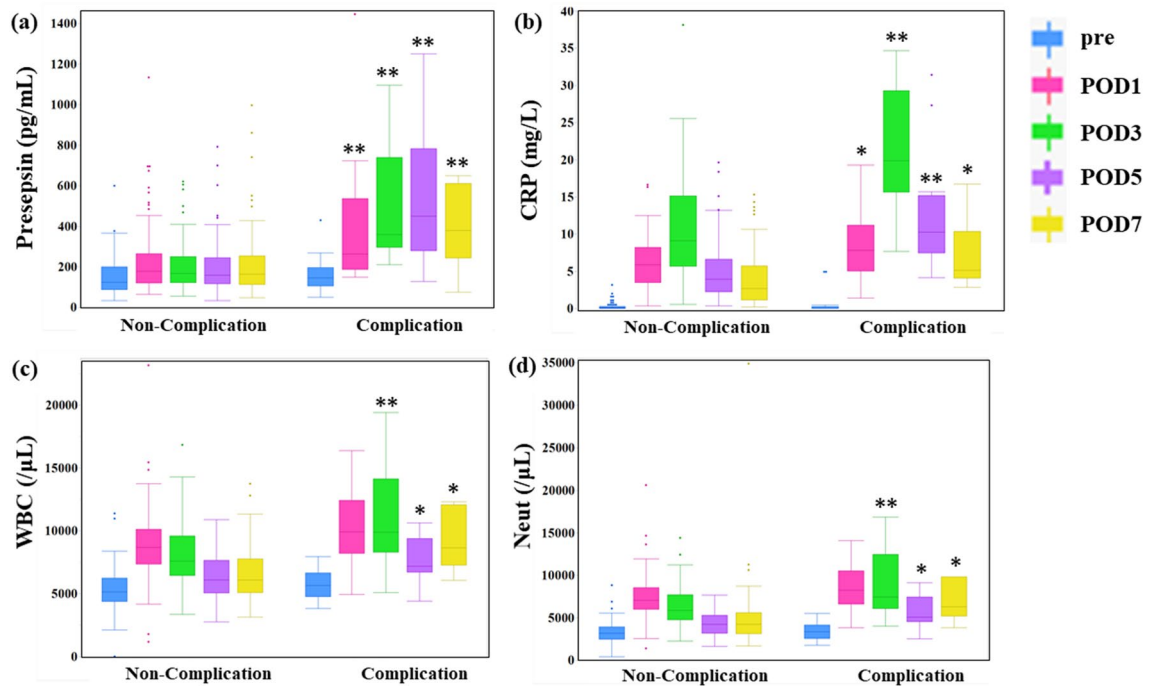 (a)
Presepsin (pg/mL)
1400
1200
1000
800
600
400
200
0
**
**
**
**
Non-Complication
Complication
(b)
CRP (mg/L)
40
35
30
25
20
15
10
5
0
*
**
**
*
Non-Complication
Complication
pre
POD1
POD3
POD5
POD7
(c)
WBC (/μL)
20000
15000
10000
5000
0
**
*
*
Non-Complication
Complication
(d)
Neut (/μL)
35000
30000
25000
20000
15000
10000
5000
0
**
*
*
Non-Complication
Complication